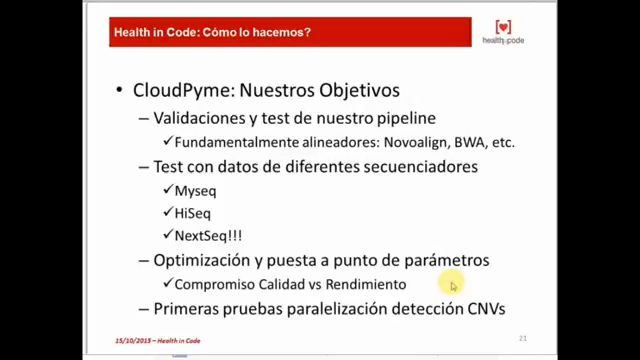 Health in Code: Cómo lo hacemos?
health in code
• CloudPyme: Nuestros Objetivos
– Validaciones y test de nuestro pipeline
✓Fundamentalmente alineadores: Novoalign, BWA, etc.
– Test con datos de diferentes secuenciadores
✓Myseq
✓HiSeq
✓NextSeq!!!
– Optimización y puesta a punto de parámetros
✓Compromiso Calidad vs Rendimiento
– Primeras pruebas paralelización detección CNVs
15/10/2013 – Health in Code
21